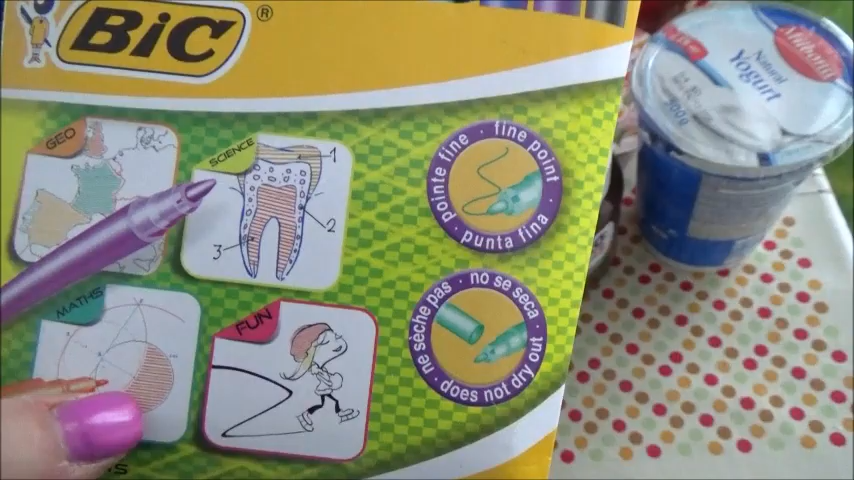 BiC®
GEO
SCIENCE
1
2
3
pointe fine · fine point · punta fina ·
MATHS
FUN
ne sèche pas · no se seca · does not dry out ·
Natural
Yogurt
500g